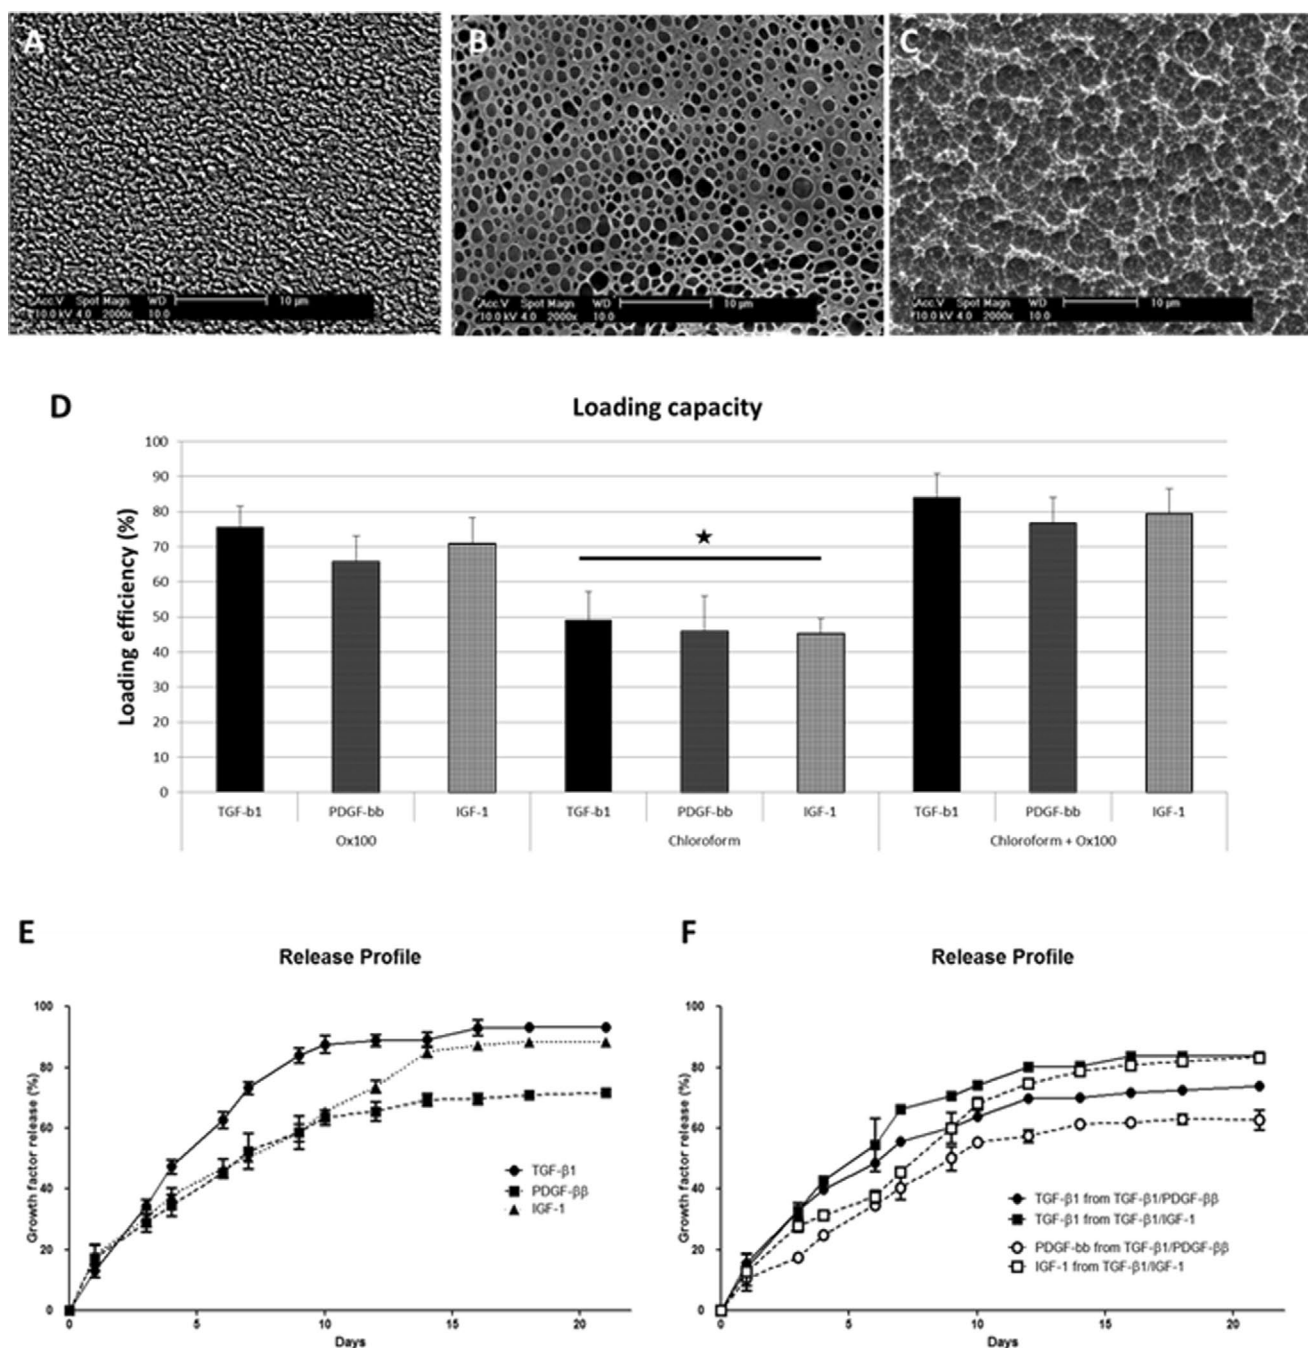 A
B
C
Acc.V Spot Magn WD 10 µm
10.0 kV 4.0 2000x 10.0
Acc.V Spot Magn WD 10 µm
10.0 kV 4.0 2000x 10.0
Acc.V Spot Magn WD 10 µm
10.0 kV 4.0 2000x 10.0
D
Loading capacity
Loading efficiency (%)
100
90
80
70
60
50
40
30
20
10
0
★
TGF-b1 PDGF-bb IGF-1 TGF-b1 PDGF-bb IGF-1 TGF-b1 PDGF-bb IGF-1
Ox100 Chloroform Chloroform + Ox100
E
Release Profile
Growth factor release (%)
100
80
60
40
20
0
TGF-β1
PDGF-ββ
IGF-1
0 5 10 15 20
Days
F
Release Profile
Growth factor release (%)
100
80
60
40
20
0
TGF-β1 from TGF-β1/PDGF-ββ
TGF-β1 from TGF-β1/IGF-1
PDGF-bb from TGF-β1/PDGF-ββ
IGF-1 from TGF-β1/IGF-1
0 5 10 15 20
Days